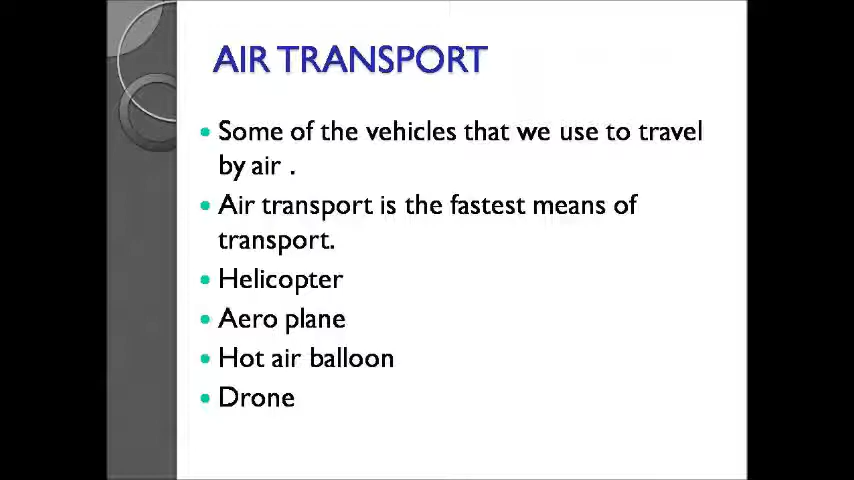 AIR TRANSPORT
Some of the vehicles that we use to travel
by air .
Air transport is the fastest means of
transport.
Helicopter
Aero plane
Hot air balloon
Drone